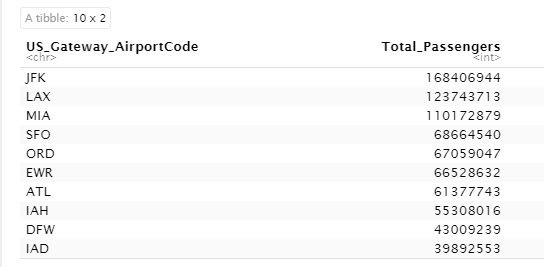 A tibble: 10 x 2
US_Gateway_AirportCode Total_Passengers
<chr> <int>
JFK 168406944
LAX 123743713
MIA 110172879
SFO 68664540
ORD 67059047
EWR 66528632
ATL 61377743
IAH 55308016
DFW 43009239
IAD 39892553